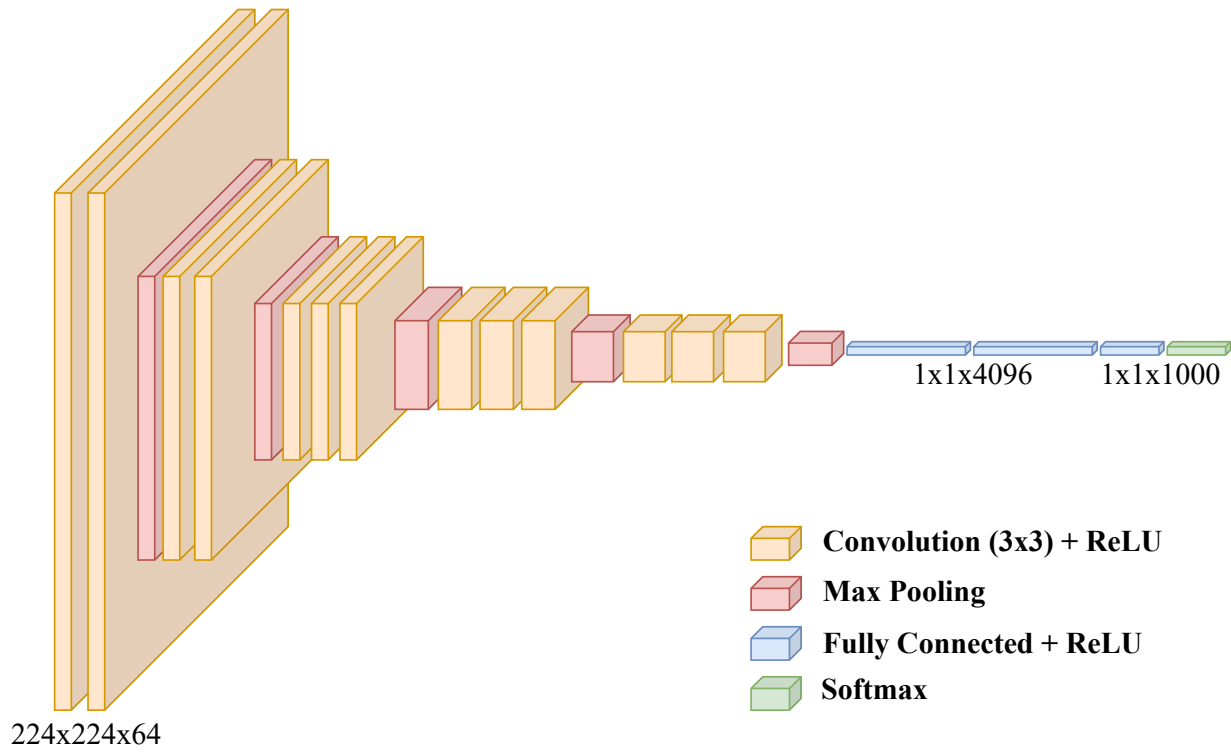 1x1x4096
1x1x1000
Convolution (3x3) + ReLU
Max Pooling
Fully Connected + ReLU
Softmax
224x224x64